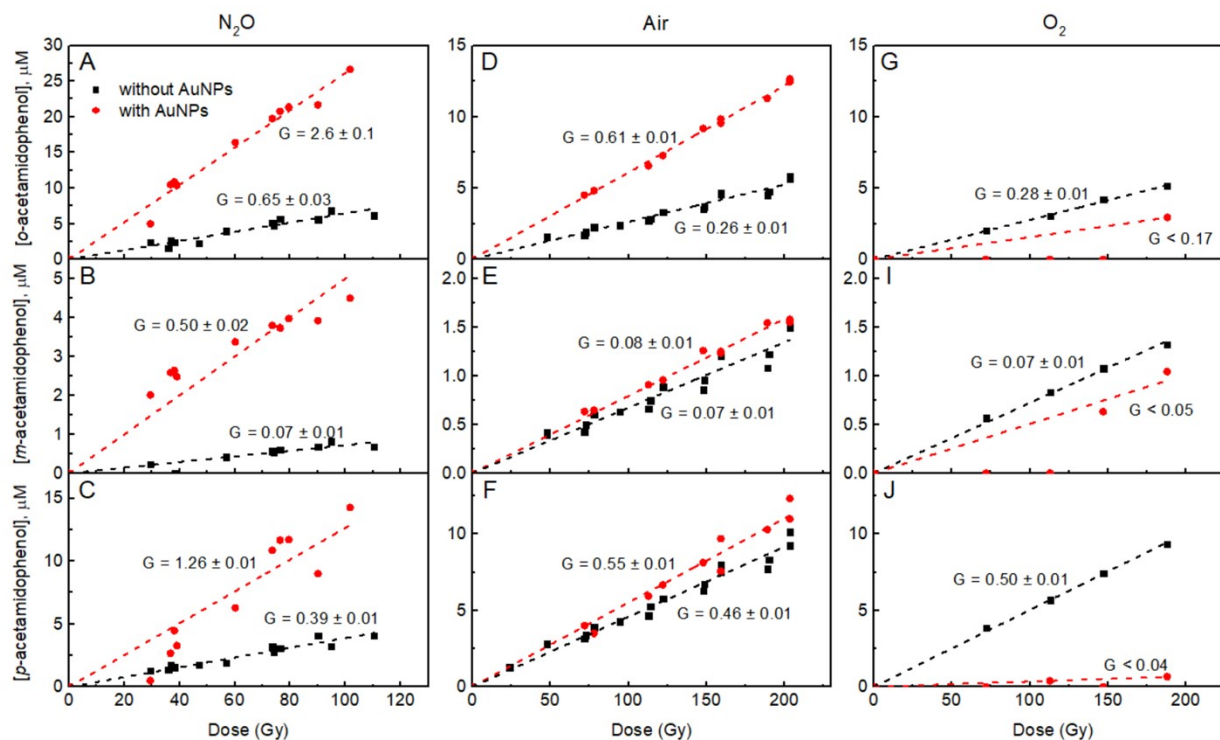 N₂O
Air
O₂
A
without AuNPs
with AuNPs
G = 2.6 ± 0.1
G = 0.65 ± 0.03
[o-acetamidophenol], μM
30
25
20
15
10
5
0
D
G = 0.61 ± 0.01
G = 0.26 ± 0.01
15
10
5
0
G
G = 0.28 ± 0.01
G < 0.17
15
10
5
0
B
G = 0.50 ± 0.02
G = 0.07 ± 0.01
[m-acetamidophenol], μM
5
4
3
2
1
0
E
G = 0.08 ± 0.01
G = 0.07 ± 0.01
2.0
1.5
1.0
0.5
0.0
I
G = 0.07 ± 0.01
G < 0.05
2.0
1.5
1.0
0.5
0.0
C
G = 1.26 ± 0.01
G = 0.39 ± 0.01
[p-acetamidophenol], μM
15
10
5
0
F
G = 0.55 ± 0.01
G = 0.46 ± 0.01
10
5
0
J
G = 0.50 ± 0.01
G < 0.04
10
5
0
0 20 40 60 80 100 120
0 50 100 150 200
0 50 100 150 200
Dose (Gy)
Dose (Gy)
Dose (Gy)